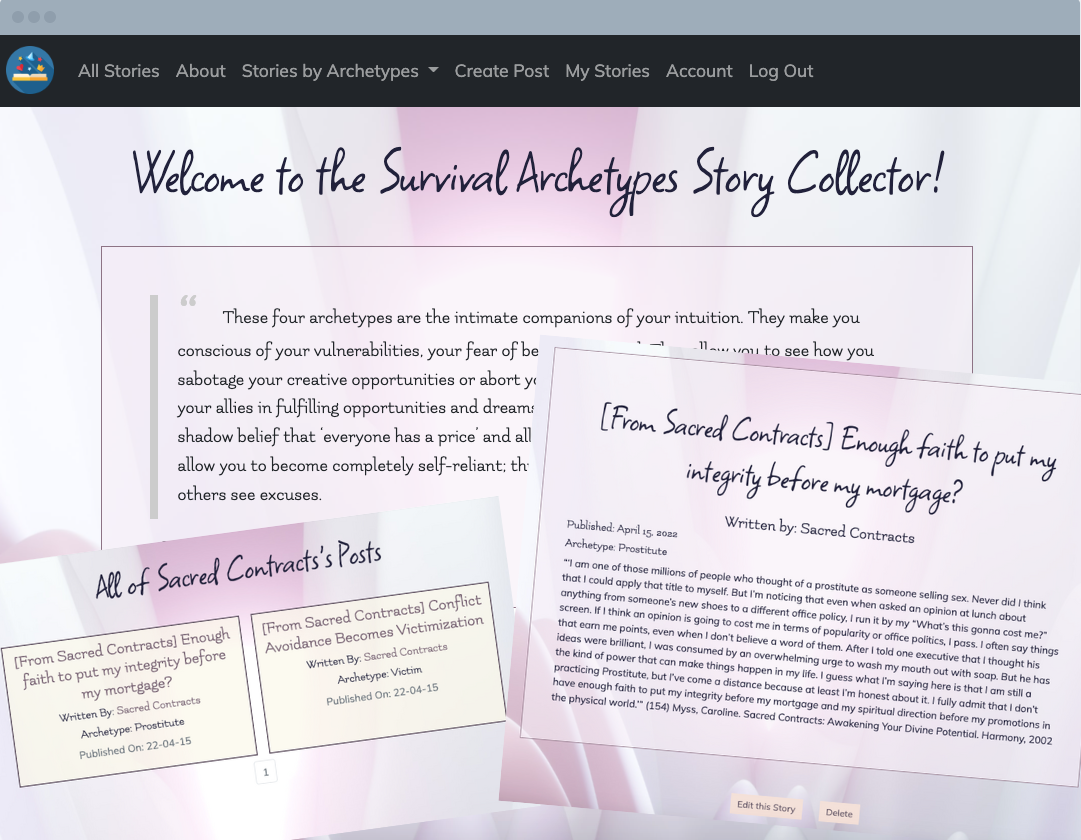 All Stories About Stories by Archetypes Create Post My Stories Account Log Out
Welcome to the Survival Archetypes Story Collector!
“ These four archetypes are the intimate companions of your intuition. They make you
conscious of your vulnerabilities, your fear of be you to see how you
sabotage your creative opportunities or abort
your allies in fulfilling opportunities and dreams
shadow belief that ‘everyone has a price’ and all
allow you to become completely self-reliant;
others see excuses.
All of Sacred Contracts's Posts
[From Sacred Contracts] Enough
faith to put my integrity before
my mortgage?
Written By: Sacred Contracts
Archetype: Prostitute
Published On: 22-04-15
[From Sacred Contracts] Conflict
Avoidance Becomes Victimization
Written By: Sacred Contracts
Archetype: Victim
Published On: 22-04-15
1
[From Sacred Contracts] Enough faith to put my
integrity before my mortgage?
Written by: Sacred Contracts
Published: April 15, 2022
Archetype: Prostitute
"'I am one of those millions of people who thought of a prostitute as someone selling sex. Never did I think
that I could apply that title to myself. But I'm noticing that even when asked an opinion at lunch about
anything from someone's new shoes to a different office policy, I run it by my "What's this gonna cost me?"
screen. If I think an opinion is going to cost me in terms of popularity or office politics, I pass. I often say things
that earn me points, even when I don't believe a word of them. After I told one executive that I thought his
ideas were brilliant, I was consumed by an overwhelming urge to wash my mouth out with soap. But he has
the kind of power that can make things happen in my life. I guess what I'm saying here is that I am still a
practicing Prostitute, but I've come a distance because at least I'm honest about it. I fully admit that I don't
have enough faith to put my integrity before my mortgage and my spiritual direction before my promotions in
the physical world.'" (154) Myss, Caroline. Sacred Contracts: Awakening Your Divine Potential. Harmony, 2002
Edit this Story Delete